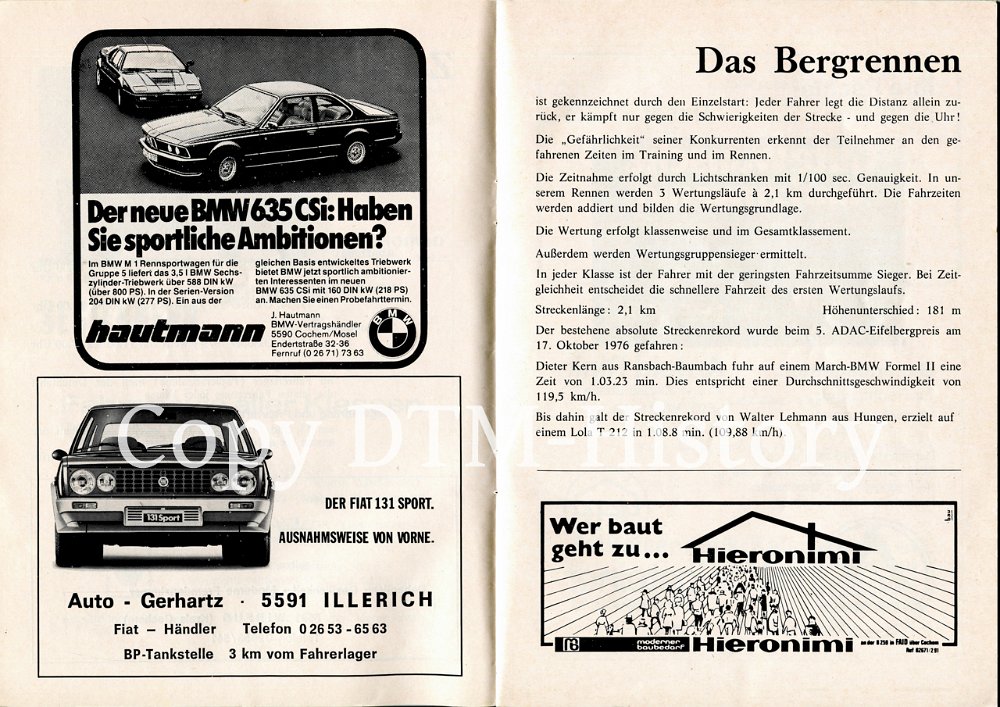 Der neue BMW 635 CSi: Haben
Sie sportliche Ambitionen?
Im BMW M 1 Rennsportwagen für die
Gruppe 5 liefert das 3,5 l BMW Sechs-
zylinder-Triebwerk über 588 DIN kW
(über 800 PS). In der Serien-Version
204 DIN kW (277 PS). Ein aus der
gleichen Basis entwickeltes Triebwerk
bietet BMW jetzt sportlich ambitionier-
ten Interessenten im neuen
BMW 635 CSi mit 160 DIN kW (218 PS)
an. Machen Sie einen Probefahrttermin.
hautmann
J. Hautmann
BMW-Vertragshändler
5590 Cochem/Mosel
Endertstraße 32-36
Fernruf (0 26 71) 73 63
BMW
131 Sport
DER FIAT 131 SPORT.
AUSNAHMSWEISE VON VORNE.
Auto - Gerhartz · 5591 ILLERICH
Fiat – Händler Telefon 0 26 53 - 65 63
BP-Tankstelle 3 km vom Fahrerlager
Das Bergrennen
ist gekennzeichnet durch den Einzelstart: Jeder Fahrer legt die Distanz allein zu-
rück, er kämpft nur gegen die Schwierigkeiten der Strecke - und gegen die Uhr!
Die „Gefährlichkeit" seiner Konkurrenten erkennt der Teilnehmer an den ge-
fahrenen Zeiten im Training und im Rennen.
Die Zeitnahme erfolgt durch Lichtschranken mit 1/100 sec. Genauigkeit. In un-
serem Rennen werden 3 Wertungsläufe à 2,1 km durchgeführt. Die Fahrzeiten
werden addiert und bilden die Wertungsgrundlage.
Die Wertung erfolgt klassenweise und im Gesamtklassement.
Außerdem werden Wertungsgruppensieger ermittelt.
In jeder Klasse ist der Fahrer mit der geringsten Fahrzeitsumme Sieger. Bei Zeit-
gleichheit entscheidet die schnellere Fahrzeit des ersten Wertungslaufs.
Streckenlänge: 2,1 km Höhenunterschied: 181 m
Der bestehene absolute Streckenrekord wurde beim 5. ADAC-Eifelbergpreis am
17. Oktober 1976 gefahren:
Dieter Kern aus Ransbach-Baumbach fuhr auf einem March-BMW Formel II eine
Zeit von 1.03.23 min. Dies entspricht einer Durchschnittsgeschwindigkeit von
119,5 km/h.
Bis dahin galt der Streckenrekord von Walter Lehmann aus Hungen, erzielt auf
einem Lola T 212 in 1.08.8 min. (109,88 km/h).
Copy DTM History
Wer baut
geht zu...
Hieronimi
moderner
baubedarf
Hieronimi
an der B 259 in FAID über Cochem
Ruf 02671/291